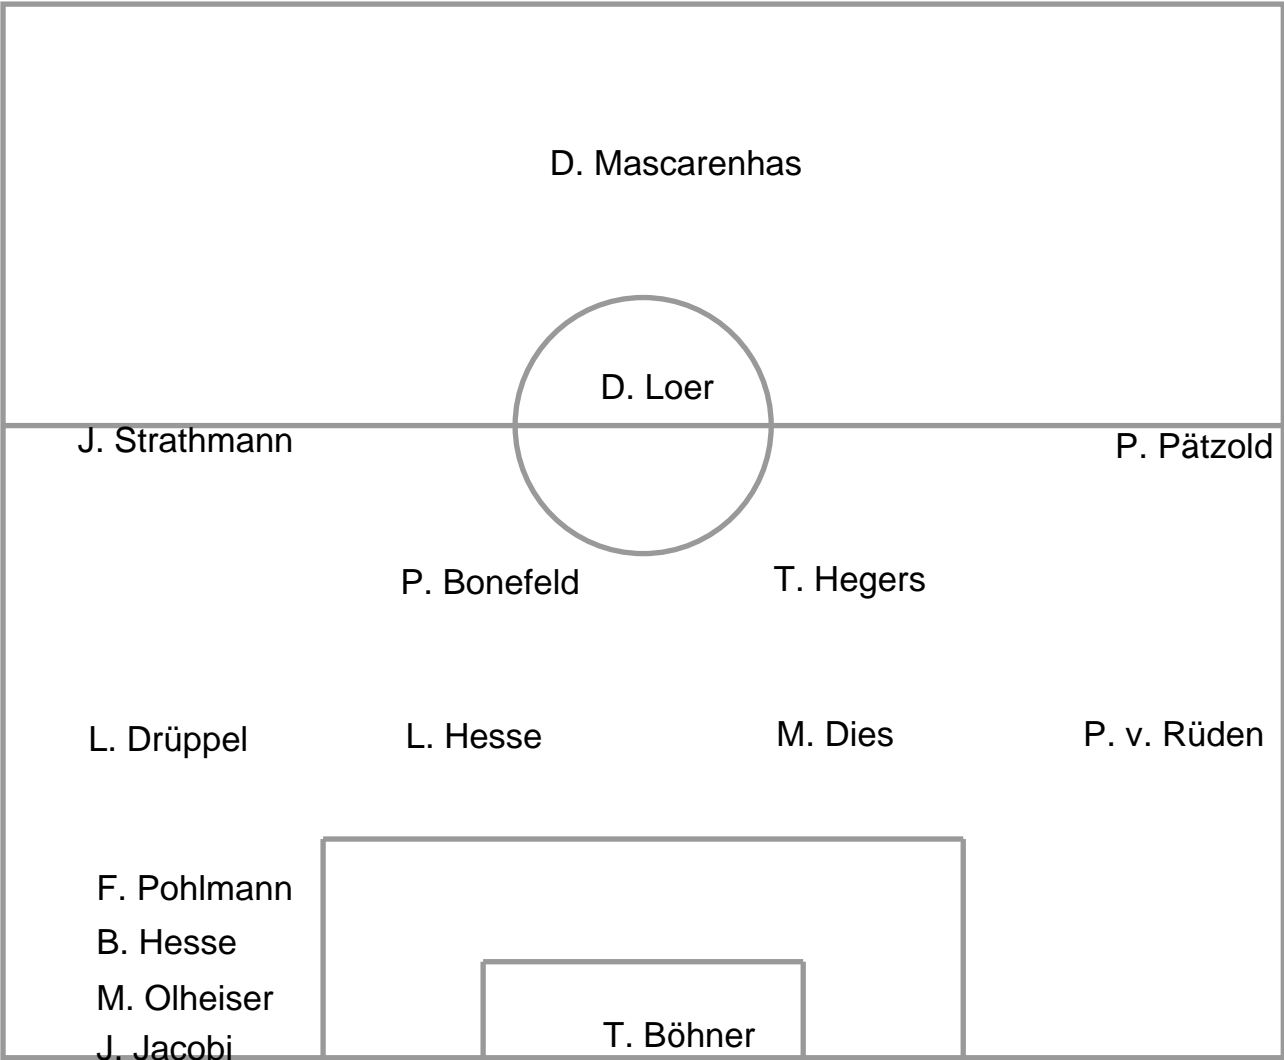 D. Mascarenhas
D. Loer
J. Strathmann
P. Pätzold
P. Bonefeld
T. Hegers
L. Drüppel
L. Hesse
M. Dies
P. v. Rüden
F. Pohlmann
B. Hesse
M. Olheiser
T. Böhner
J. Jacobi